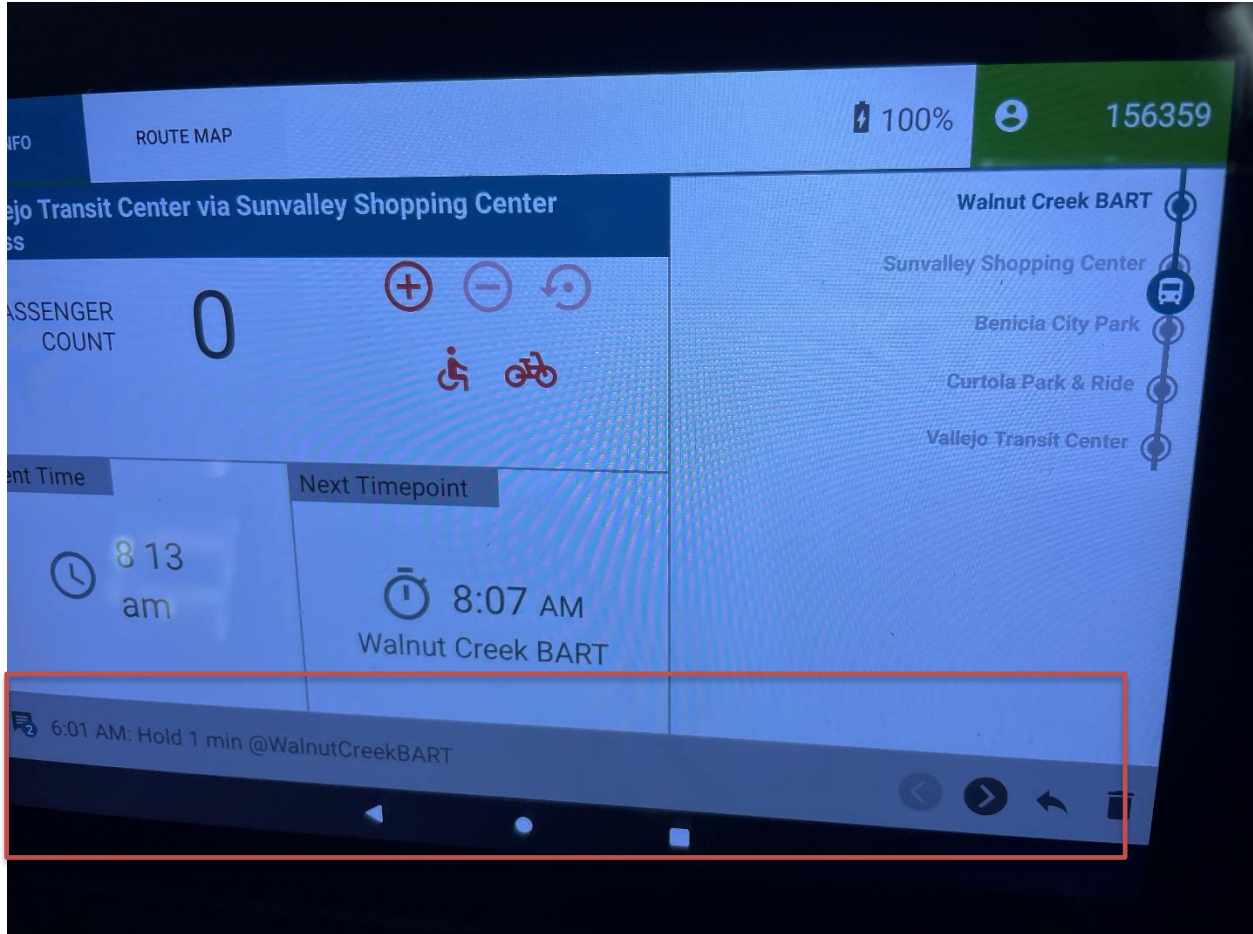 NFO
ROUTE MAP
100%
156359
ejo Transit Center via Sunvalley Shopping Center
ss
ASSENGER
COUNT
0
Walnut Creek BART
Sunvalley Shopping Center
Benicia City Park
Curtola Park & Ride
Vallejo Transit Center
ent Time
8 13
am
Next Timepoint
8:07 AM
Walnut Creek BART
2
6:01 AM: Hold 1 min @WalnutCreekBART